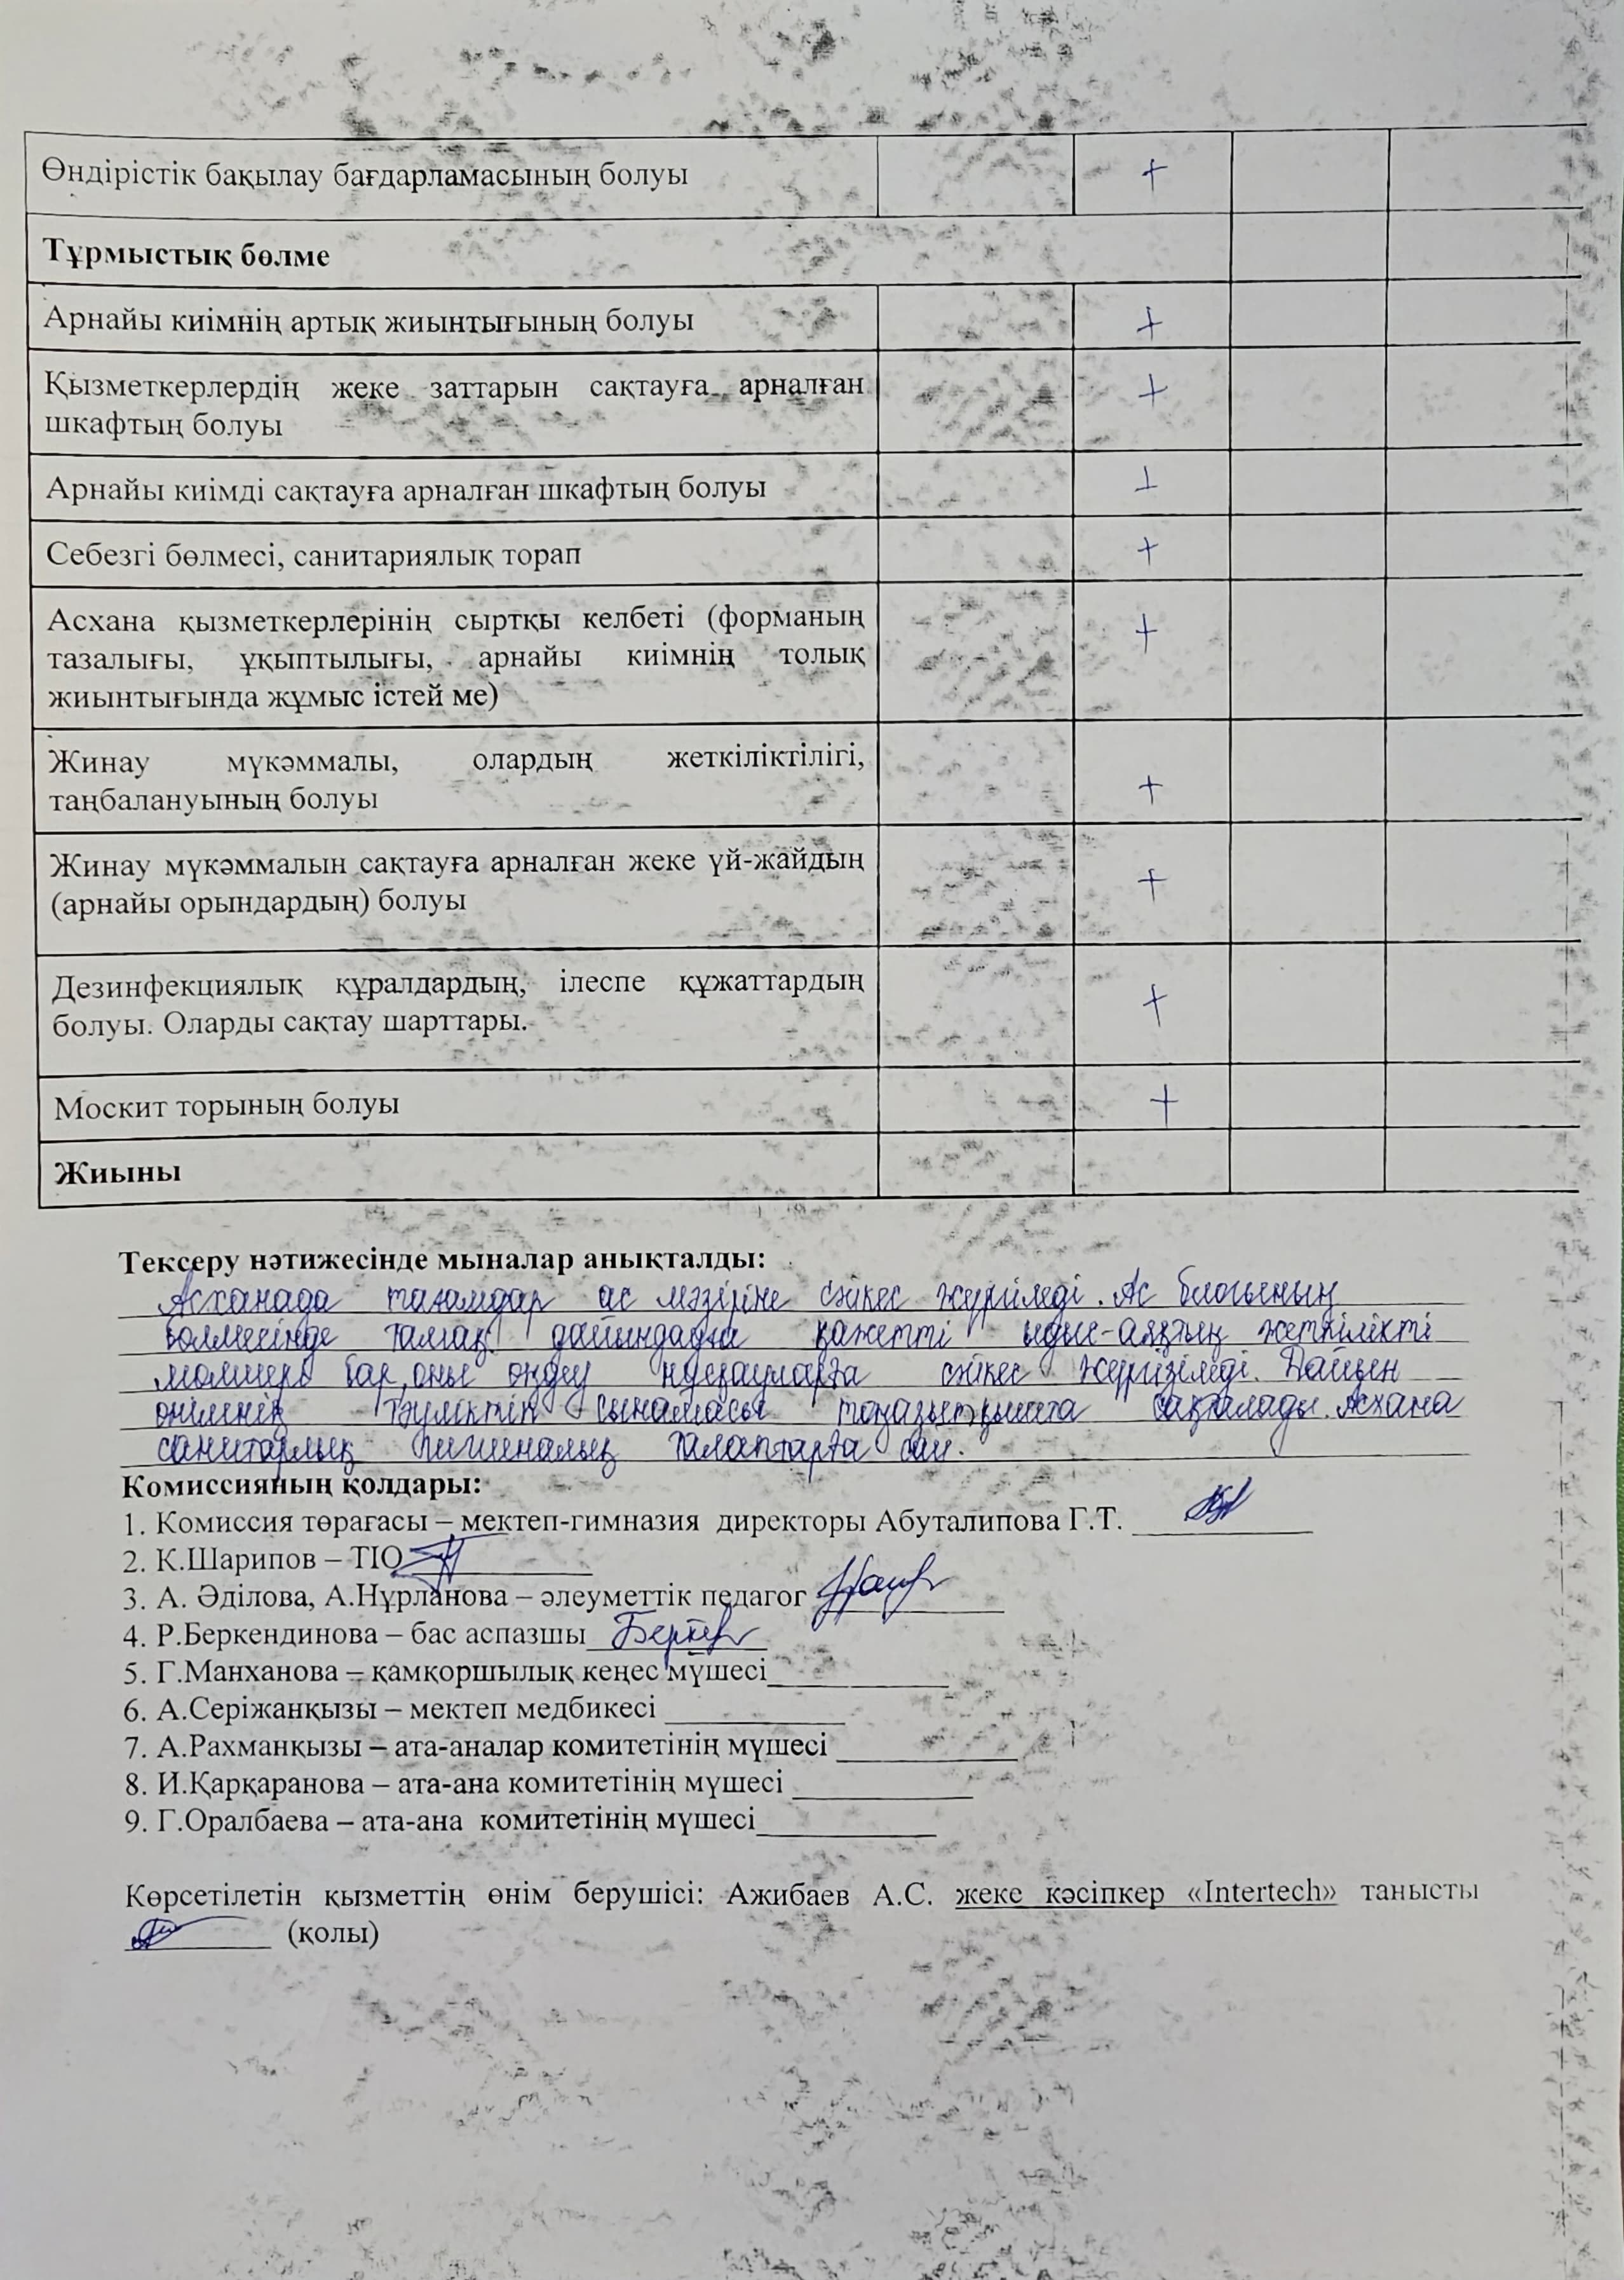 Өндірістік бақылау бағдарламасының болуы +
Тұрмыстық бөлме
Арнайы киімнің артық жиынтығының болуы +
Қызметкерлердің жеке заттарын сақтауға арналған +
шкафтың болуы
Арнайы киімді сақтауға арналған шкафтың болуы +
Себезгі бөлмесі, санитариялық торап +
Асхана қызметкерлерінің сыртқы келбеті (форманың +
тазалығы, ұқыптылығы, арнайы киімнің толық
жиынтығында жұмыс істей ме)
Жинау мүкәммалы, олардың жеткіліктілігі,
таңбалануының болуы +
Жинау мүкәммалын сақтауға арналған жеке үй-жайдың +
(арнайы орындардың) болуы
Дезинфекциялық құралдардың, ілеспе құжаттардың +
болуы. Оларды сақтау шарттары.
Москит торының болуы +
Жиыны
Тексеру нәтижесінде мыналар анықталды:
Асханада тағамдар ас мәзіріне сәйкес жүргіледі. Ас блогының
бөлмесінде тамақ дайындауға қажетті ыдыс-аяқтың жеткілікті
мөлшері бар, оны өңдеу нұсқауларға сәйкес жүргізіледі. Дайын
өнімнің тәуліктік сынамасы тоңазытқышта сақталады. Асхана
санитарлық гигиеналық талаптарға сай.
Комиссияның қолдары:
1. Комиссия төрағасы – мектеп-гимназия директоры Абуталипова Г.Т.
2. К.Шарипов – ТІО
3. А. Әділова, А.Нұрланова – әлеуметтік педагог
4. Р.Беркендинова – бас аспазшы
5. Г.Манханова – қамқоршылық кеңес мүшесі
6. А.Серіжанқызы – мектеп медбикесі
7. А.Рахманқызы – ата-аналар комитетінің мүшесі
8. И.Қарқаранова – ата-ана комитетінің мүшесі
9. Г.Оралбаева – ата-ана комитетінің мүшесі
Көрсетілетін қызметтің өнім берушісі: Ажибаев А.С. жеке кәсіпкер «Intertech» танысты
(қолы)